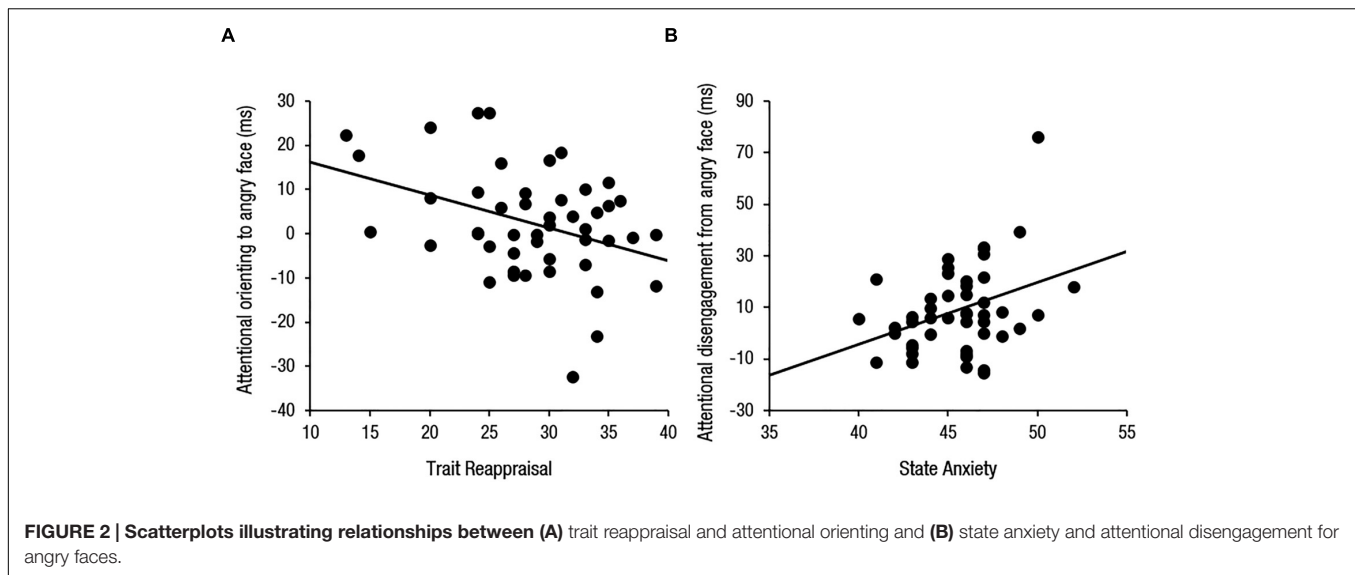 A
B
Attentional orienting to angry face (ms)
30
20
10
0
-10
-20
-30
-40
10 15 20 25 30 35 40
Trait Reappraisal
Attentional disengagement from angry face (ms)
90
70
50
30
10
-10
-30
35 40 45 50 55
State Anxiety
FIGURE 2 | Scatterplots illustrating relationships between (A) trait reappraisal and attentional orienting and (B) state anxiety and attentional disengagement for
angry faces.